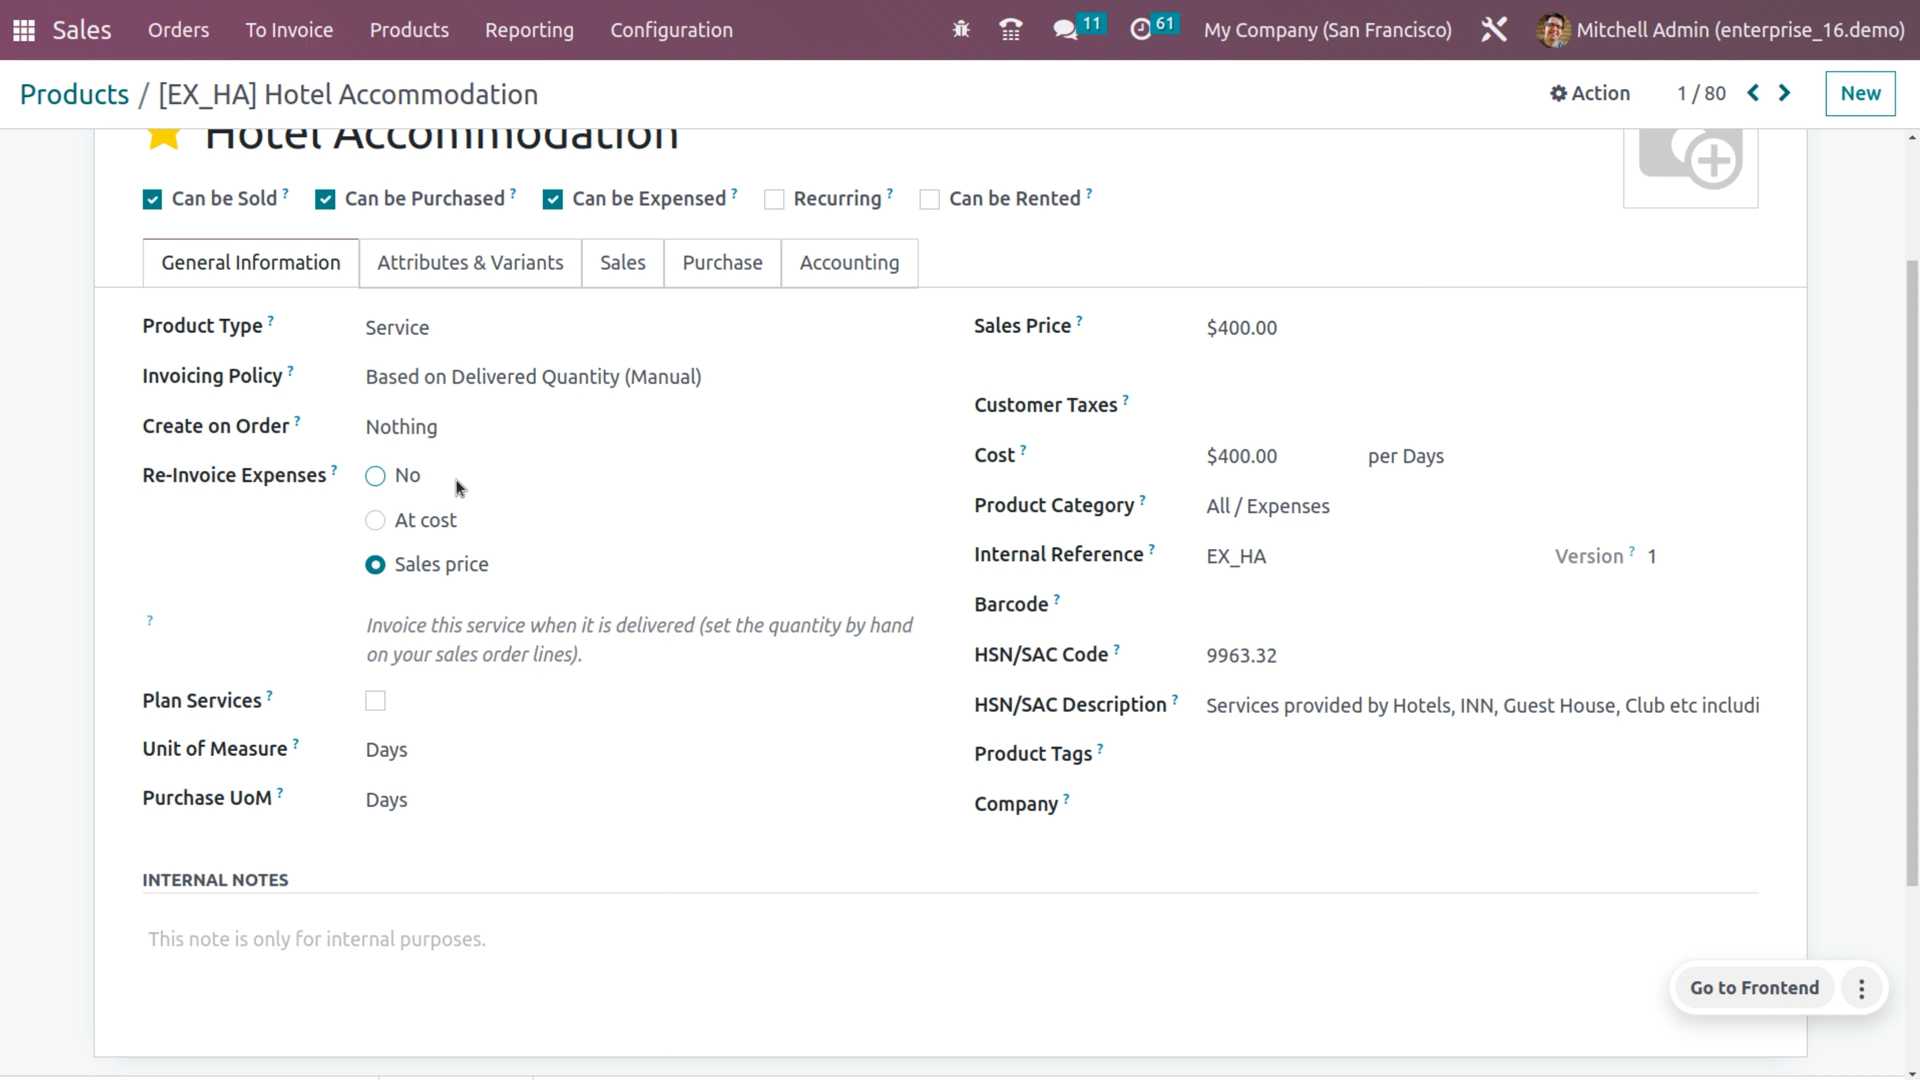 Sales Orders To Invoice Products Reporting Configuration 11 61 My Company (San Francisco) Mitchell Admin (enterprise_16.demo)
Products / [EX_HA] Hotel Accommodation Action 1 / 80 New
Hotel Accommodation
Can be Sold ? Can be Purchased ? Can be Expensed ? Recurring ? Can be Rented ?
General Information Attributes & Variants Sales Purchase Accounting
Product Type ? Service
Invoicing Policy ? Based on Delivered Quantity (Manual)
Create on Order ? Nothing
Re-Invoice Expenses ? No
At cost
Sales price
? Invoice this service when it is delivered (set the quantity by hand
on your sales order lines).
Plan Services ?
Unit of Measure ? Days
Purchase UoM ? Days
Sales Price ? $400.00
Customer Taxes ?
Cost ? $400.00 per Days
Product Category ? All / Expenses
Internal Reference ? EX_HA Version ? 1
Barcode ?
HSN/SAC Code ? 9963.32
HSN/SAC Description ? Services provided by Hotels, INN, Guest House, Club etc includi
Product Tags ?
Company ?
INTERNAL NOTES
This note is only for internal purposes.
Go to Frontend